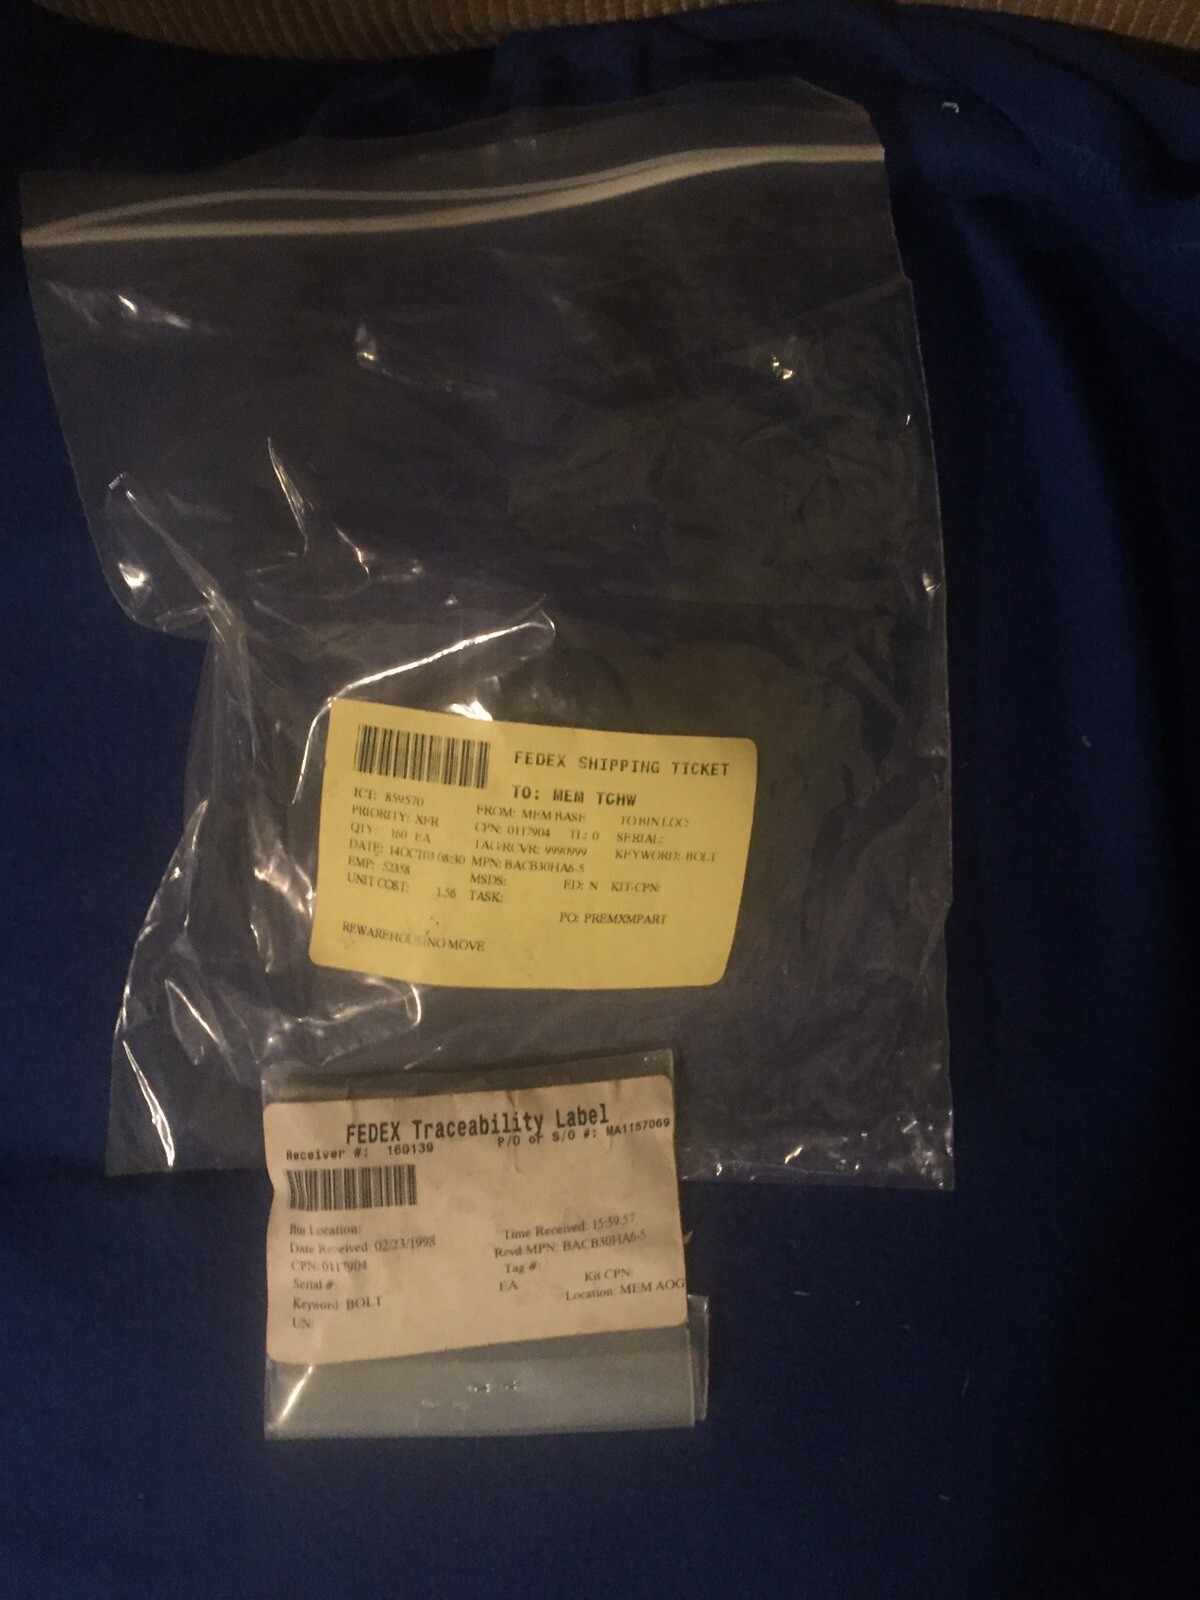 FEDEX SHIPPING TICKET
TO: MEM TCHW
ICT: 859570 FROM: MEM BASE TO BIN LOC:
PRIORITY: XFR CPN: 0117904 TL: 0 SERIAL:
QTY: 160 EA TAG/RCVR: 9990999 KEYWORD: BOLT
DATE: 14OCT03 08:30 MPN: BACB30HA6-5
EMP: 52358 MSDS: ED: N KIT-CPN:
UNIT COST: 1.56 TASK:
PO: PREMXMPART
REWAREHOUSING MOVE
FEDEX Traceability Label
P/O or S/O #: MA1157069
Receiver #: 160139
Bin Location: Time Received: 15:59:57
Date Received: 02/23/1998 Rcvd MPN: BACB30HA6-5
CPN: 0117904 Tag #:
Serial #: EA Kit CPN:
Keyword: BOLT Location: MEM AOG
UN: